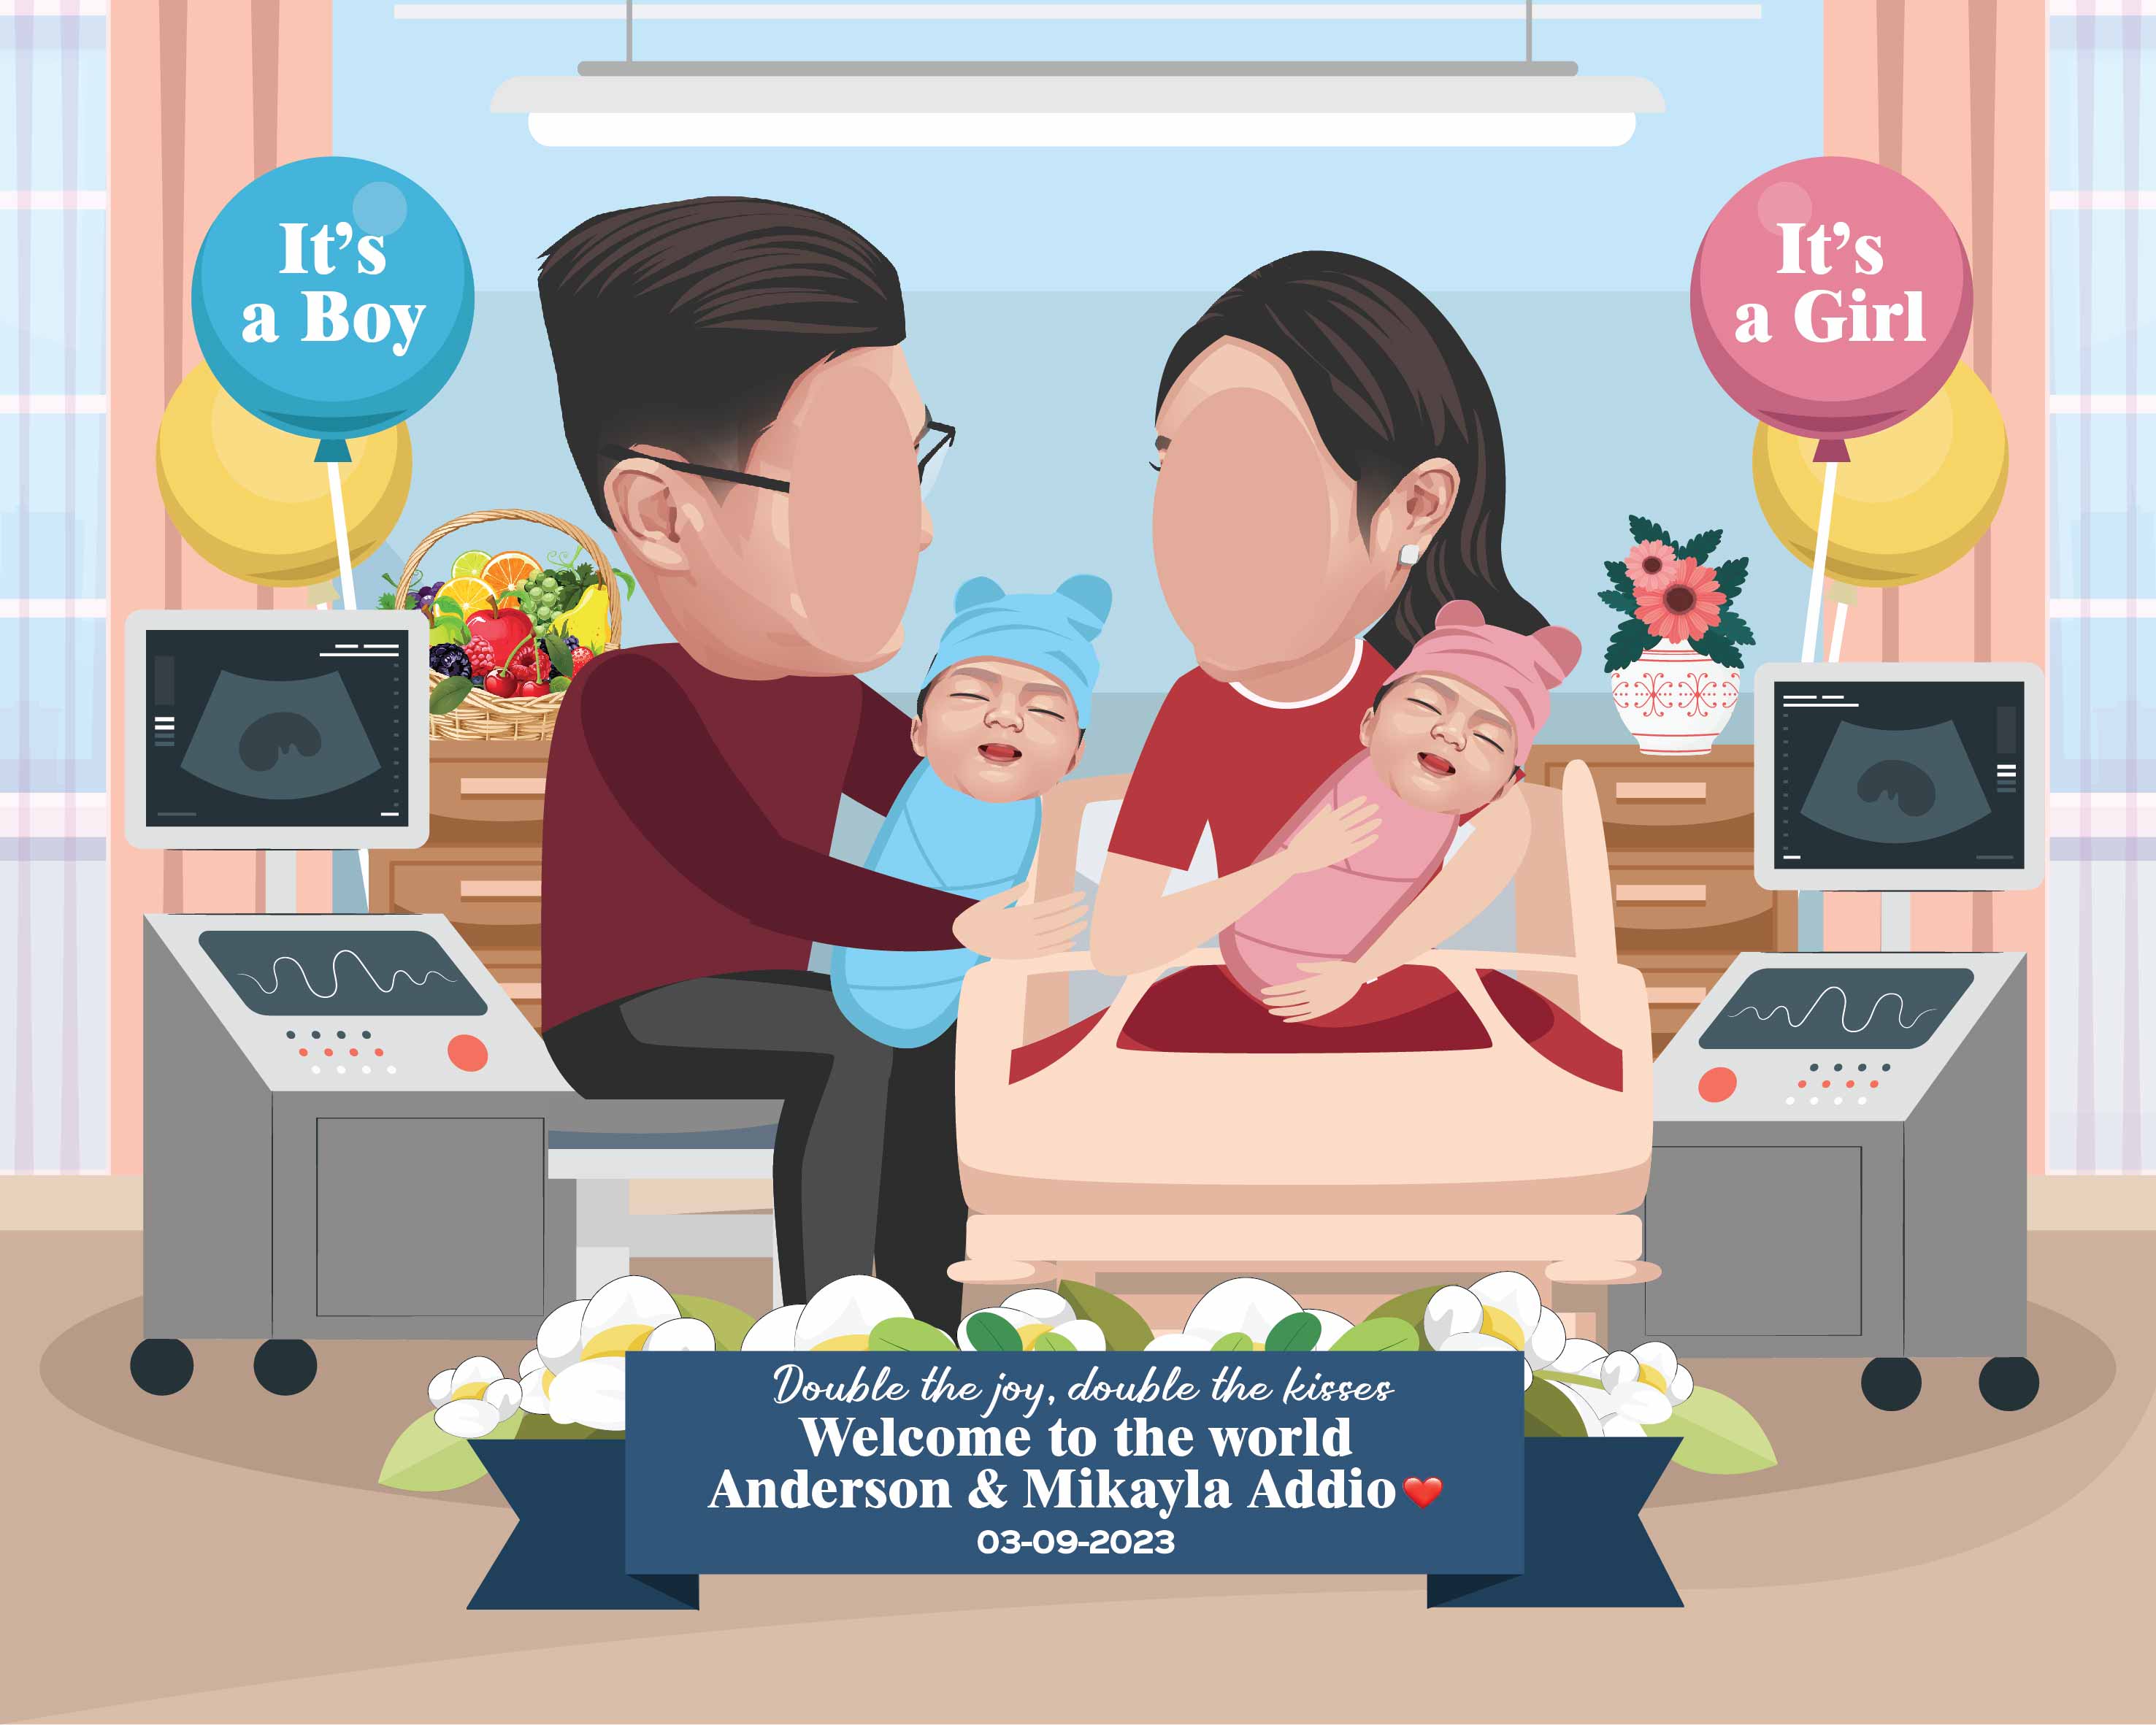 It's
a Boy
It's
a Girl
Double the joy, double the kisses
Welcome to the world
Anderson & Mikayla Addio ❤️
03-09-2023